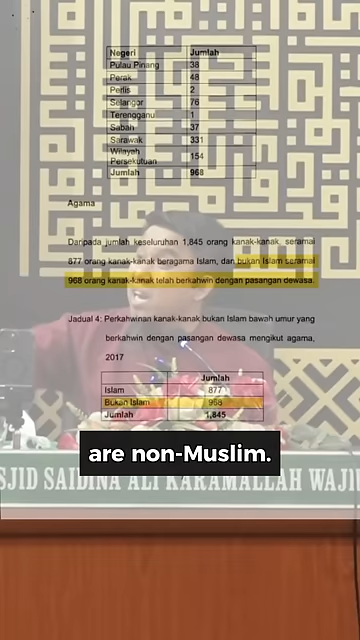 Negeri Jumlah
Pulau Pinang 38
Perak 48
Perlis 2
Selangor 76
Terengganu 1
Sabah 37
Sarawak 331
Wilayah Persekutuan 154
Jumlah 968
Agama
Daripada jumlah keseluruhan 1,845 orang kanak-kanak, seramai
877 orang kanak-kanak beragama Islam, dan bukan Islam seramai
968 orang kanak-kanak telah berkahwin dengan pasangan dewasa.
Jadual 4: Perkahwinan kanak-kanak bukan Islam bawah umur yang
berkahwin dengan pasangan dewasa mengikut agama,
2017
Jumlah
Islam 877
Bukan Islam 968
Jumlah 1,845
are non-Muslim.
SJID SAIDINA ALI KARAMALLAH WAJH